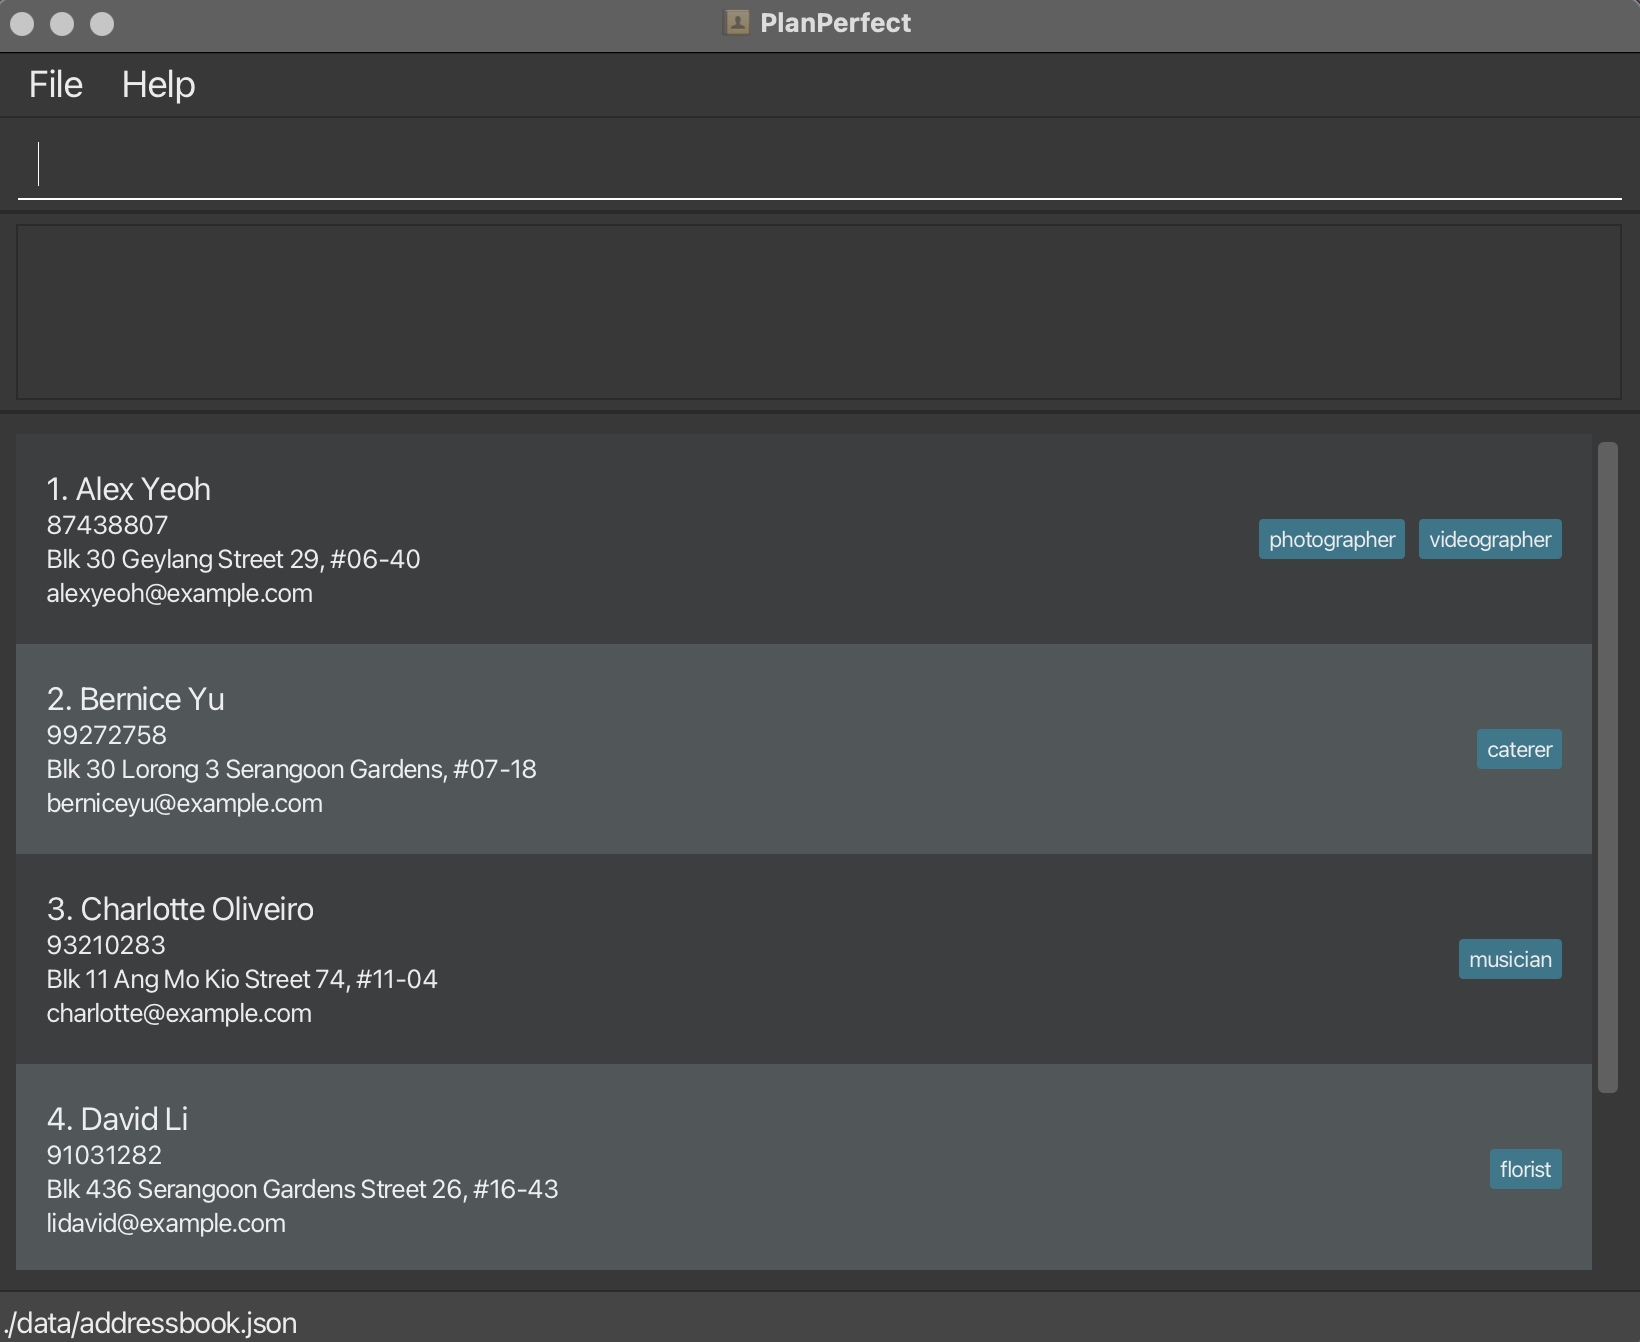 PlanPerfect
File Help
1. Alex Yeoh
87438807
Blk 30 Geylang Street 29, #06-40
alexyeoh@example.com
photographer videographer
2. Bernice Yu
99272758
Blk 30 Lorong 3 Serangoon Gardens, #07-18
berniceyu@example.com
caterer
3. Charlotte Oliveiro
93210283
Blk 11 Ang Mo Kio Street 74, #11-04
charlotte@example.com
musician
4. David Li
91031282
Blk 436 Serangoon Gardens Street 26, #16-43
lidavid@example.com
florist
./data/addressbook.json